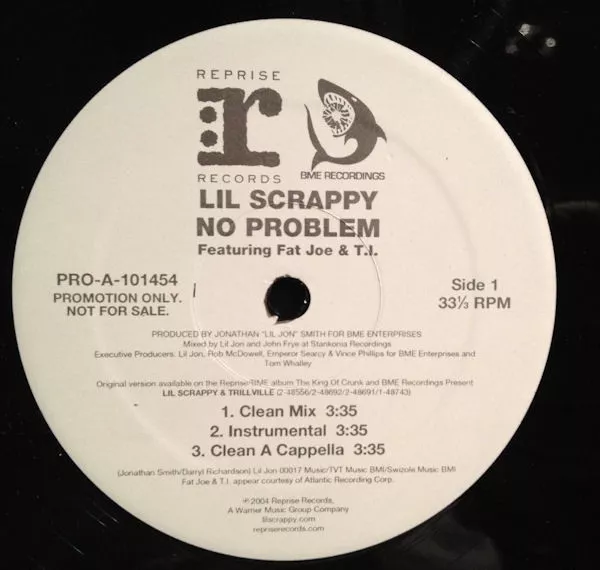 REPRISE
r
RECORDS
BME RECORDINGS
LIL SCRAPPY
NO PROBLEM
Featuring Fat Joe & T.I.
PRO-A-101454
PROMOTION ONLY.
NOT FOR SALE.
Side 1
33⅓ RPM
PRODUCED BY JONATHAN "LIL JON" SMITH FOR BME ENTERPRISES
Mixed by Lil Jon and John Frye at Stankonia Recordings
Executive Producers: Lil Jon, Rob McDowell, Emperor Searcy & Vince Phillips for BME Enterprises and
Tom Whalley
Original version available on the Reprise/BME album The King Of Crunk and BME Recordings Present
LIL SCRAPPY & TRILLVILLE (2-48556/2-48692/2-48691/1-48743)
1. Clean Mix 3:35
2. Instrumental 3:35
3. Clean A Cappella 3:35
(Jonathan Smith/Darryl Richardson) Lil Jon 00017 Music/TVT Music BMI/Swizole Music BMI
Fat Joe & T.I. appear courtesy of Atlantic Recording Corp.
℗2004 Reprise Records,
A Warner Music Group Company
lilscrappy.com
repriserecords.com